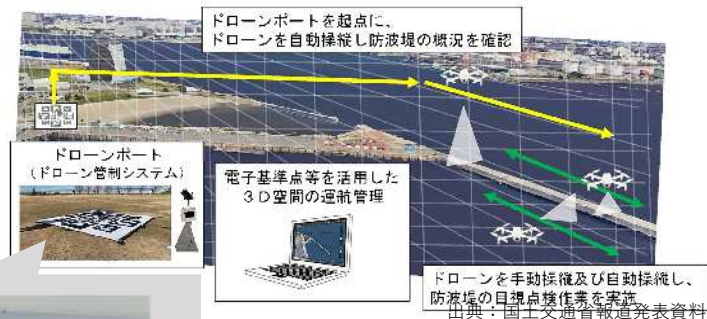 ドローンポートを起点に、
ドローンを自動操縦し防波堤の概況を確認
ドローンポート
(ドローン管制システム)
電子基準点等を活用した
3D空間の運航管理
ドローンを手動操縦及び自動操縦し、
防波堤の目視点検作業を実施
出典:国土交通省報道発表資料